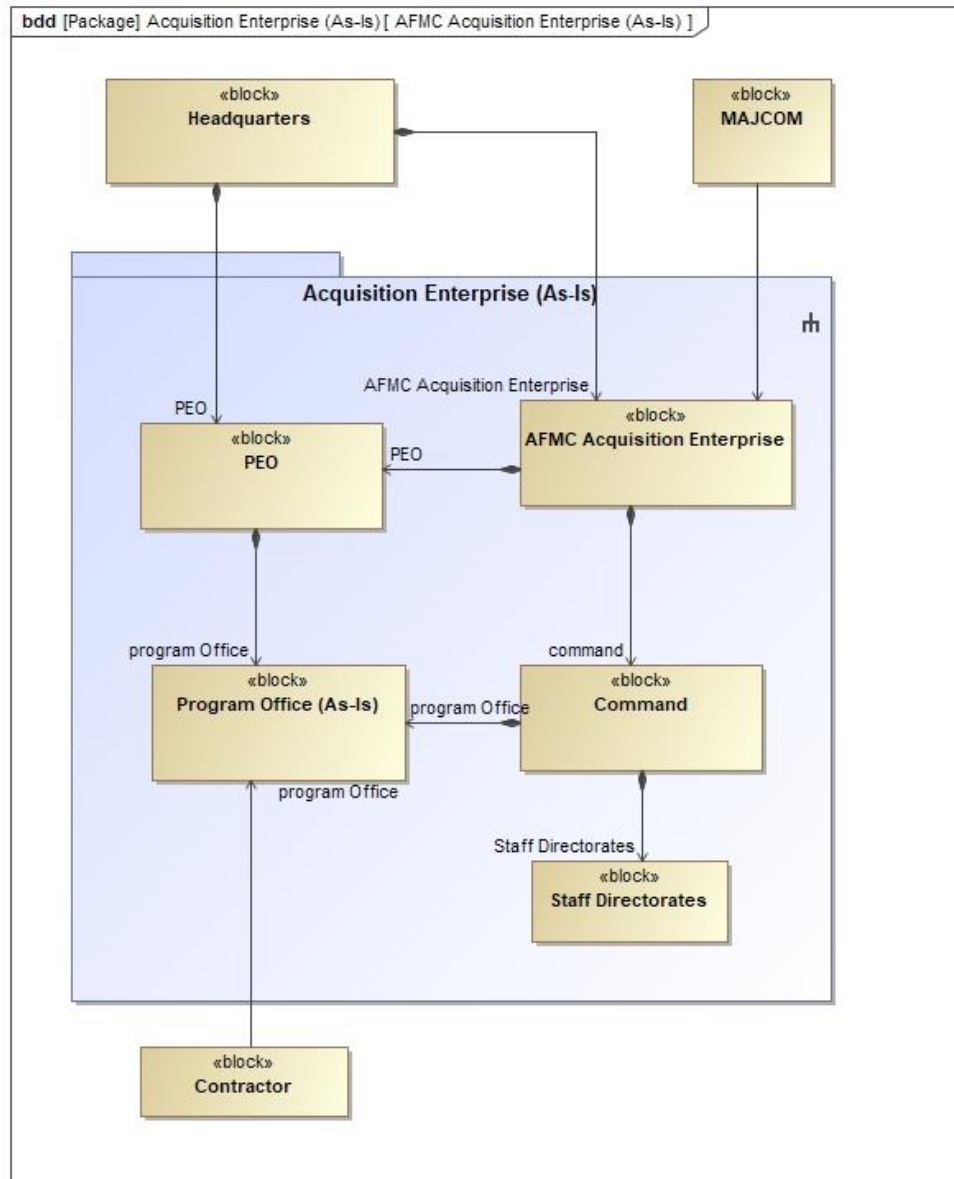 bdd [Package] Acquisition Enterprise (As-Is) [ AFMC Acquisition Enterprise (As-Is) ]
«block»
Headquarters
«block»
MAJCOM
Acquisition Enterprise (As-Is)
AFMC Acquisition Enterprise
PEO
«block»
PEO
PEO
«block»
AFMC Acquisition Enterprise
program Office
command
«block»
Program Office (As-Is)
program Office
«block»
Command
program Office
Staff Directorates
«block»
Staff Directorates
«block»
Contractor